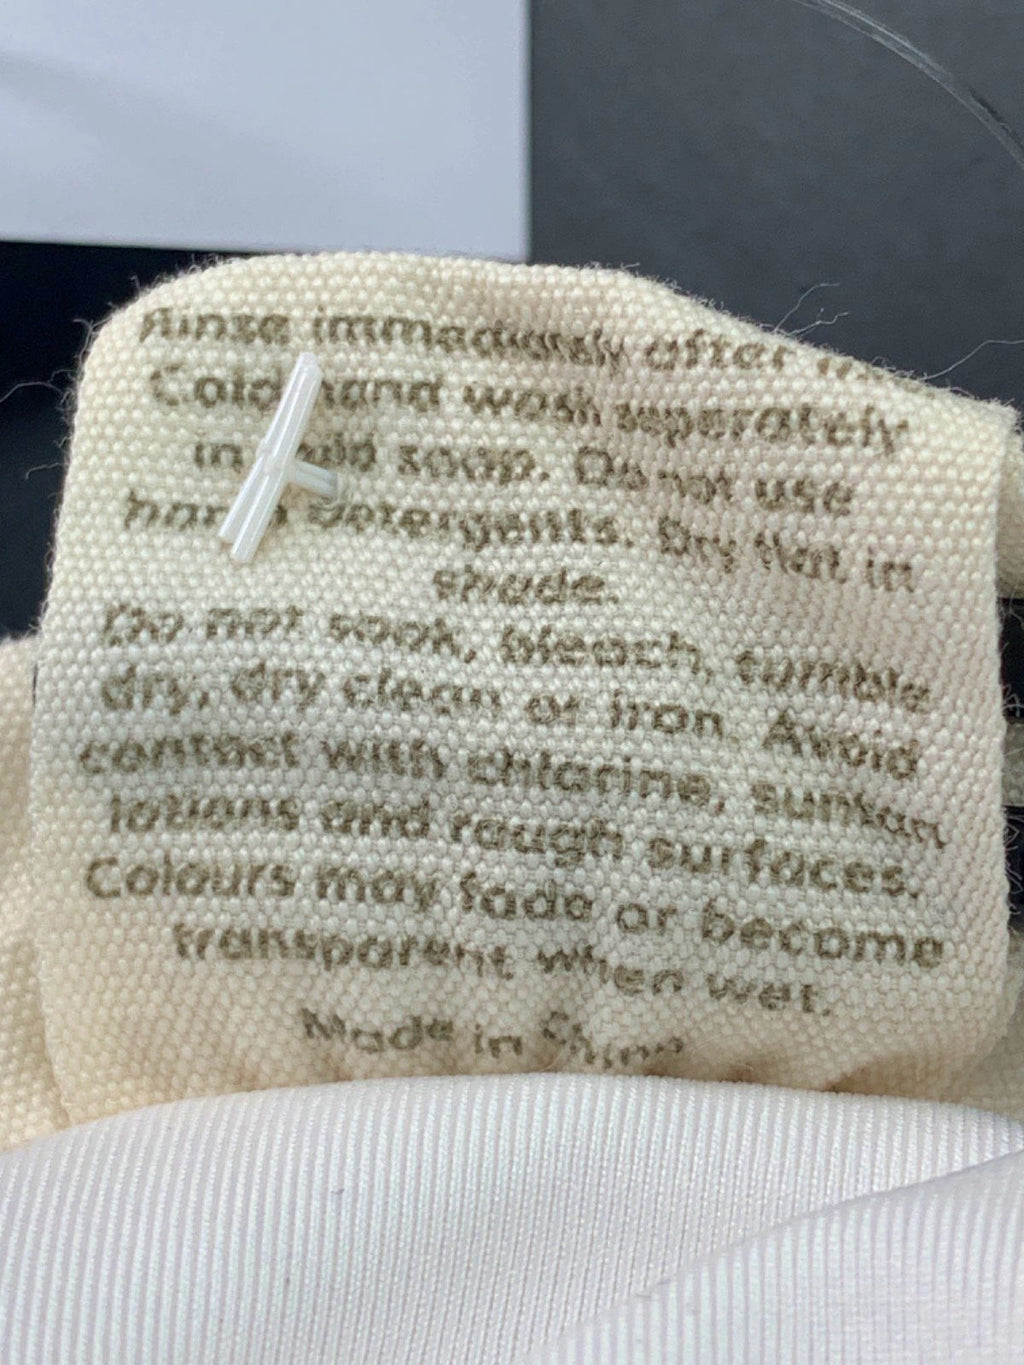 Rinse immediately after
Cold hand wash seperately
in soap. Do not use
detergents. Dry flat in
shade.
Do not soak, bleach, tumble
dry, dry clean or iron. Avoid
contact with chlorine, suntan
lotions and rough surfaces.
Colours may fade or become
transparent when wet.
Made in China